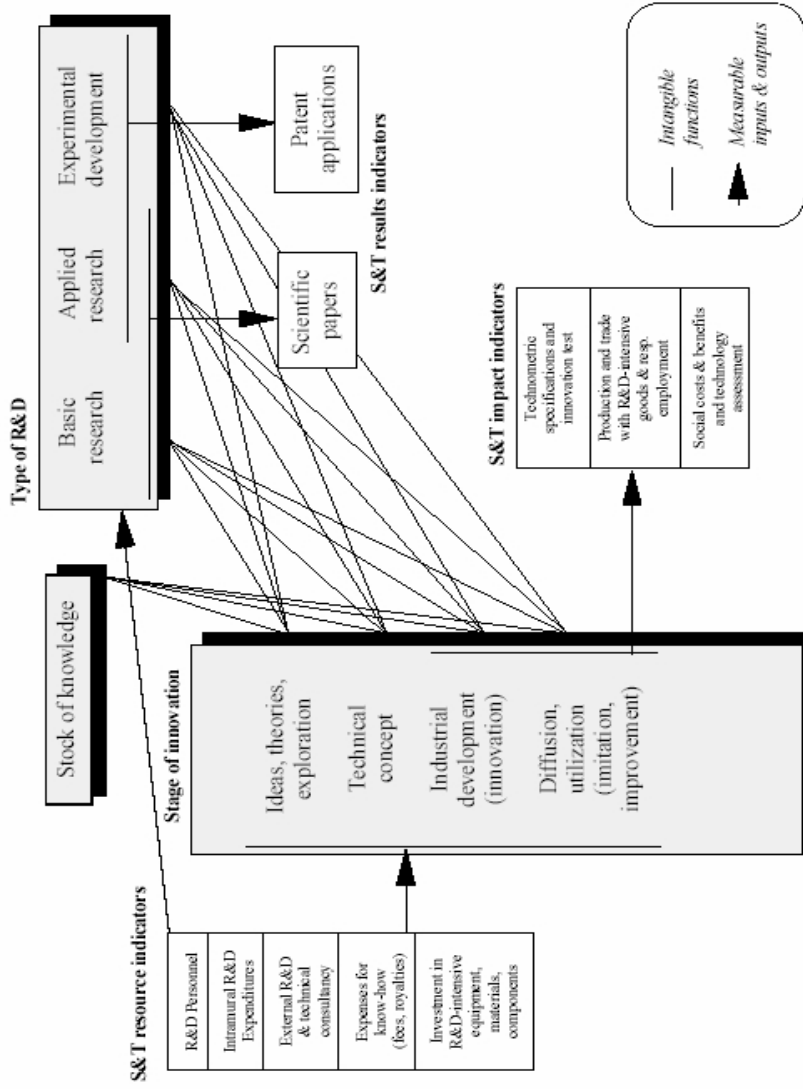 Type of R&D
Basic
research
Applied
research
Experimental
development
Stock of knowledge
Stage of innovation
Ideas, theories,
exploration
Technical
concept
Industrial
development
(innovation)
Diffusion,
utilization
(imitation,
improvement)
S&T resource indicators
R&D Personnel
Intramural R&D
Expenditures
External R&D
& technical
consultancy
Expenses for
know-how
(fees, royalties)
Investment in
R&D-intensive
equipment,
materials,
components
Scientific
papers
Patent
applications
S&T results indicators
S&T impact indicators
Technometric
specifications and
innovation test
Production and trade
with R&D-intensive
goods & resp.
employment
Social costs & benefits
and technology
assessment
Intangible
functions
Measurable
inputs & outputs